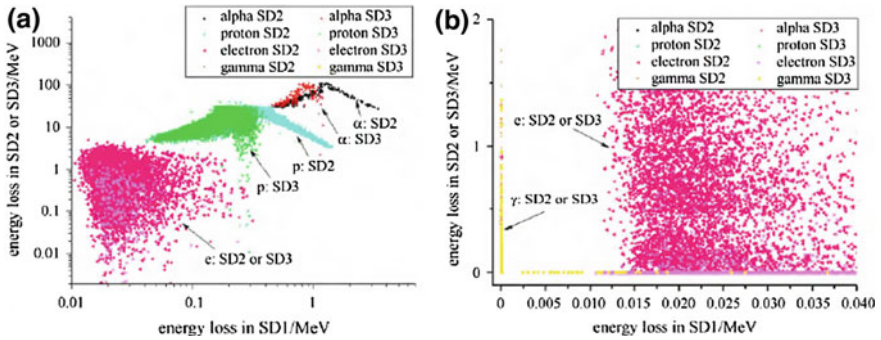 (a)
alpha SD2 alpha SD3
proton SD2 proton SD3
electron SD2 electron SD3
gamma SD2 gamma SD3
energy loss in SD2 or SD3/MeV
1000
100
10
1
0.1
0.01
α: SD2
α: SD3
p: SD2
p: SD3
e: SD2 or SD3
0.01 0.1 1
energy loss in SD1/MeV
(b)
alpha SD2 alpha SD3
proton SD2 proton SD3
electron SD2 electron SD3
gamma SD2 gamma SD3
energy loss in SD2 or SD3/MeV
2
1
0
e: SD2 or SD3
γ: SD2 or SD3
0 0.005 0.010 0.015 0.020 0.025 0.030 0.035 0.040
energy loss in SD1/MeV